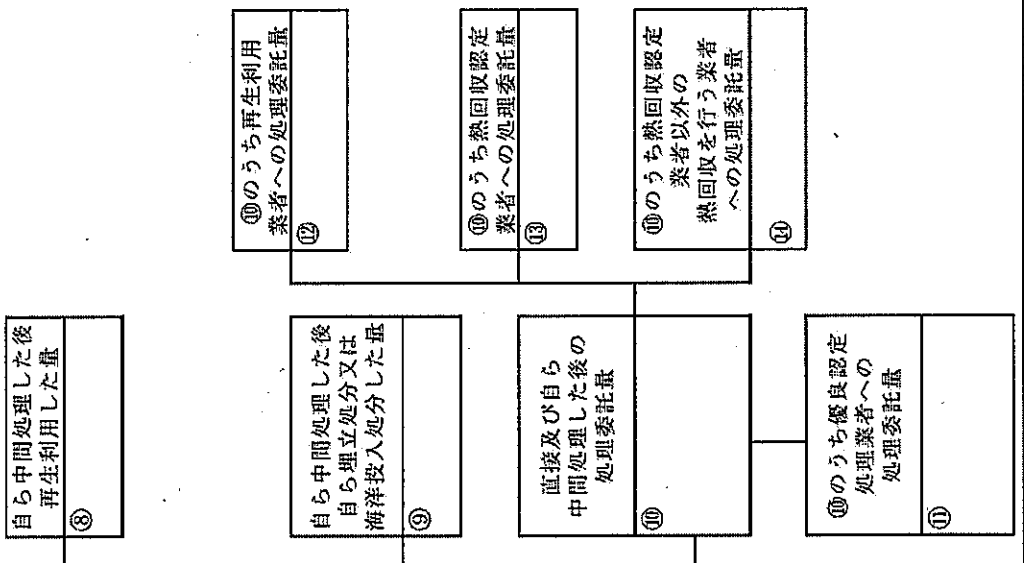 自ら中間処理した後
再生利用した量
⑧
自ら中間処理した後
自ら埋立処分又は
海洋投入処分した量
⑨
直接及び自ら
中間処理した後の
処理委託量
⑩
⑩のうち優良認定
処理業者への
処理委託量
⑪
⑩のうち再生利用
業者への処理委託量
⑫
⑩のうち熱回収認定
業者への処理委託量
⑬
⑩のうち熱回収認定
業者以外の
熱回収を行う業者
への処理委託量
⑭